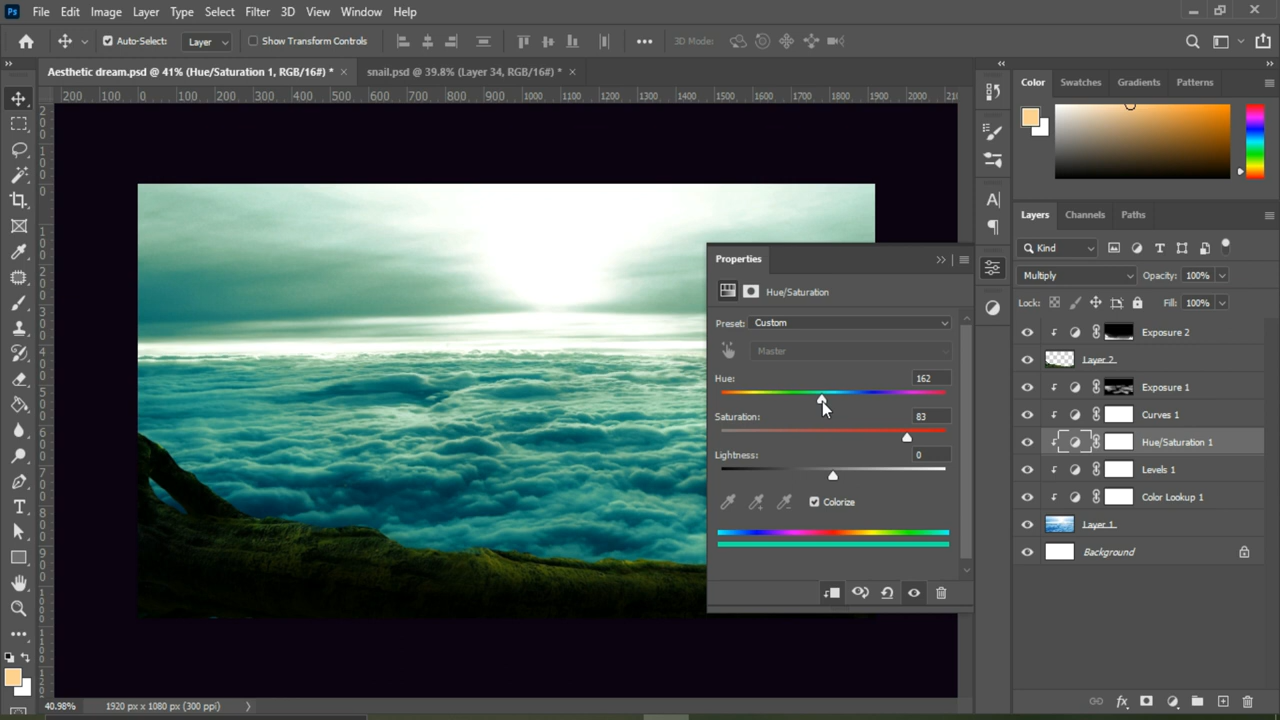 Ps File Edit Image Layer Type Select Filter 3D View Window Help
Auto-Select: Layer Show Transform Controls 3D Mode:
Aesthetic dream.psd @ 41% (Hue/Saturation 1, RGB/16#) * × snail.psd @ 39.8% (Layer 34, RGB/16#) * ×
200 100 0 100 200 300 400 500 600 700 800 900 1000 1100 1200 1300 1400 1500 1600 1700 1800 1900 2000 210
Color Swatches Gradients Patterns
Layers Channels Paths
Kind
Multiply Opacity: 100%
Lock: Fill: 100%
Exposure 2
Layer 2
Exposure 1
Curves 1
Hue/Saturation 1
Levels 1
Color Lookup 1
Layer 1
Background
Properties
Hue/Saturation
Preset: Custom
Master
Hue: 162
Saturation: 83
Lightness: 0
Colorize
40.98% 1920 px x 1080 px (300 ppi)